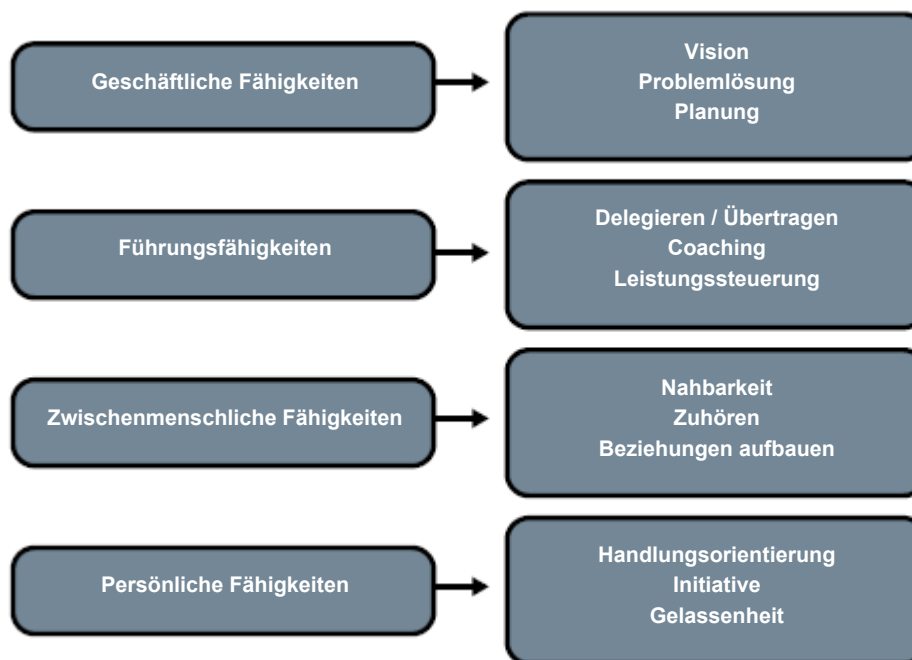 Geschäftliche Fähigkeiten
Vision
Problemlösung
Planung
Führungsfähigkeiten
Delegieren / Übertragen
Coaching
Leistungssteuerung
Zwischenmenschliche Fähigkeiten
Nahbarkeit
Zuhören
Beziehungen aufbauen
Persönliche Fähigkeiten
Handlungsorientierung
Initiative
Gelassenheit